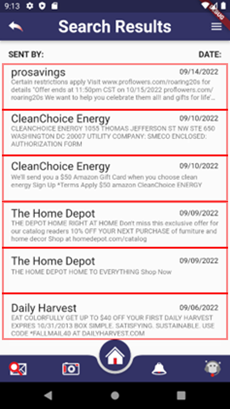 9:13
DEBUG
Search Results
SENT BY: DATE:
prosavings 09/14/2022
Certain restrictions apply Visit www.proflowers.com/roaring20s for
details "Offer ends at 11:50pm CST on 10/15/2022 proflowers.com/
roaring20s We want to help you celebrate them all and gifts for life'...
CleanChoice Energy 09/10/2022
CLEANCHOICE ENERGY 1055 THOMAS JEFFERSON ST NW STE 650
WASHINGTON DC 20007 UTILITY COMPANY: SMECO ENCLOSED:
AUTHORIZATION FORM
CleanChoice Energy 09/10/2022
We'll send you a $50 Amazon Gift Card when you choose clean
energy Sign Up *Terms Apply $50 amazon CleanChoice ENERGY
The Home Depot 09/09/2022
THE HOME DEPOT RIGHT AT HOME Don't miss this exclusive offer for
our catalog readers 10% OFF YOUR NEXT PURCHASE of furniture and
home decor Shop at homedepot.com/catalog
The Home Depot 09/09/2022
THE HOME DEPOT HOME TO EVERYTHING Shop Now
Daily Harvest 09/06/2022
EAT COLORFULLY GET UP TO $40 OFF YOUR FIRST DAILY HARVEST
EXPIRES 10/31/2013 BOX SIMPLE. SATISFYING. SUSTAINABLE. USE
CODE *FALLMAIL40 AT DAILYHARVEST.COM